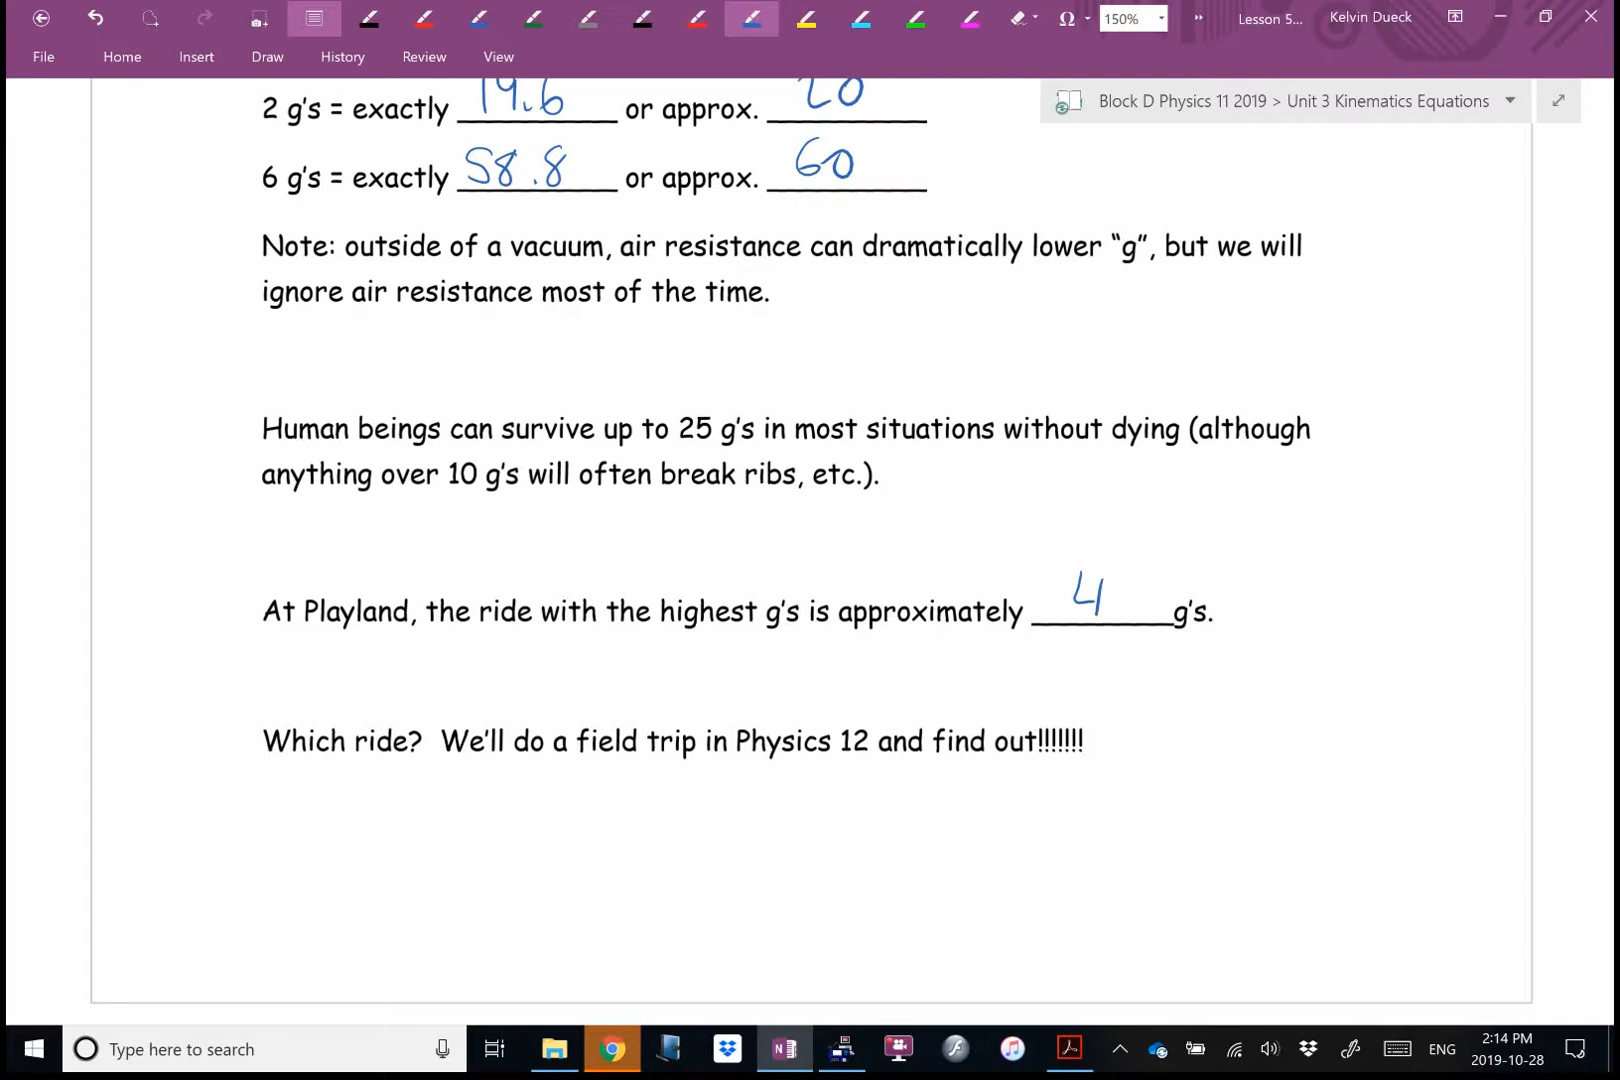 150%
Lesson 5...
Kelvin Dueck
File Home Insert Draw History Review View
Block D Physics 11 2019 > Unit 3 Kinematics Equations
2 g's = exactly 19.6 or approx. 20
6 g's = exactly 58.8 or approx. 60
Note: outside of a vacuum, air resistance can dramatically lower “g”, but we will
ignore air resistance most of the time.
Human beings can survive up to 25 g's in most situations without dying (although
anything over 10 g's will often break ribs, etc.).
At Playland, the ride with the highest g's is approximately 4 g's.
Which ride? We'll do a field trip in Physics 12 and find out!!!!!!!
Type here to search
ENG
2:14 PM
2019-10-28